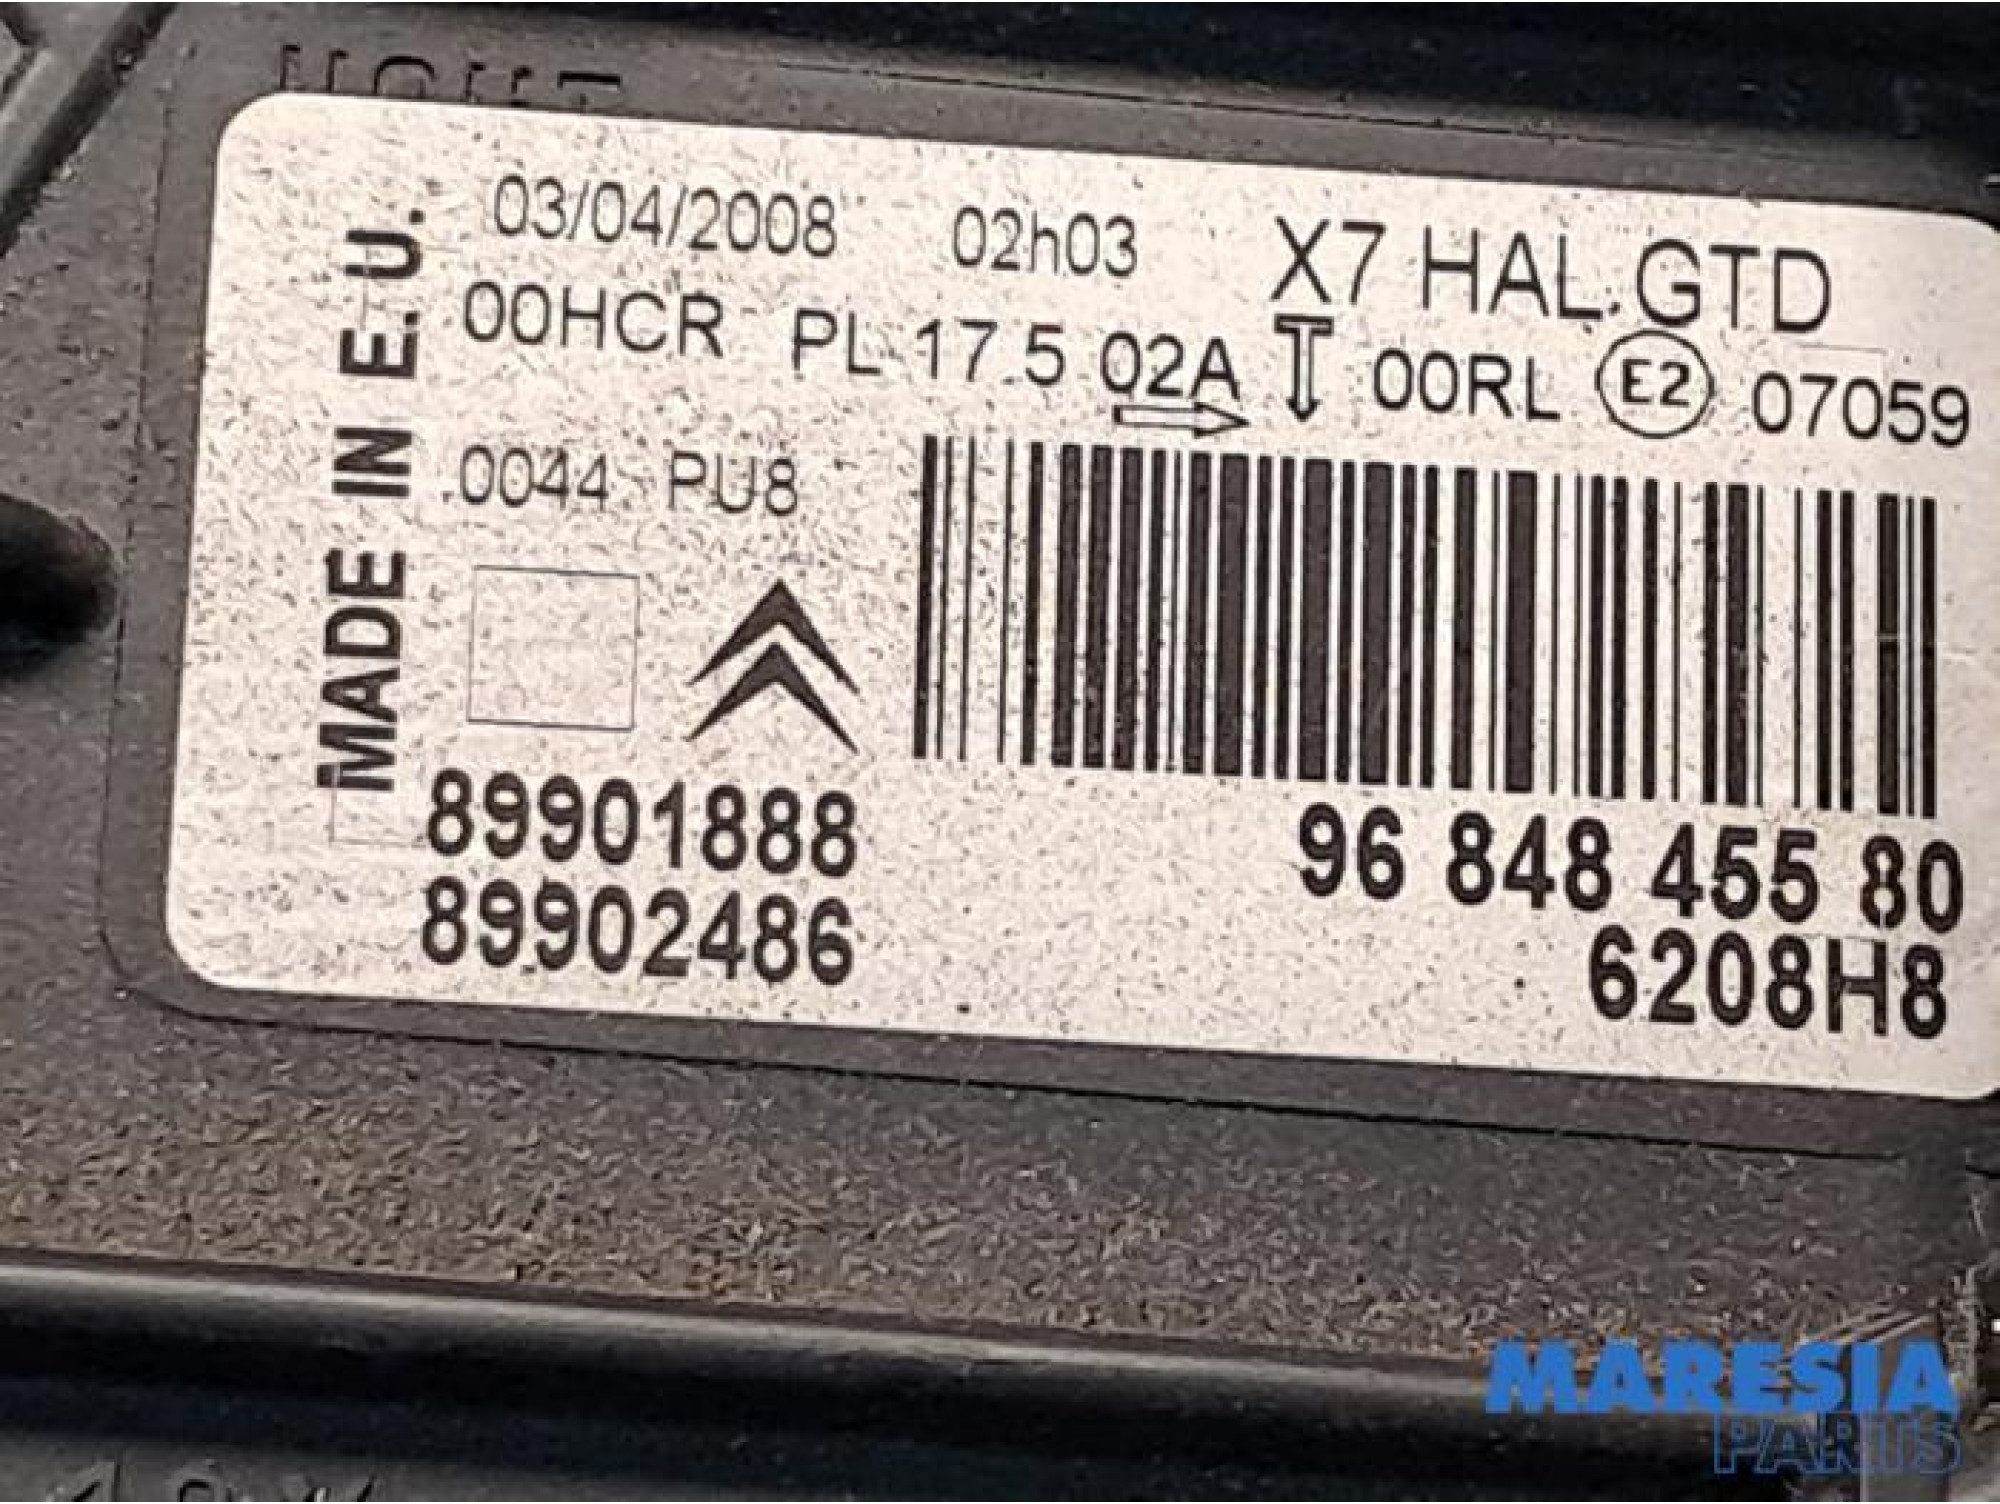 03/04/2008 02h03 X7 HAL.GTD
00HCR PL 17.5 02A 00RL E2 07059
0044 PU8
MADE IN E.U.
89901888
89902486
96 848 455 80
6208H8
MARESIA
PARTS